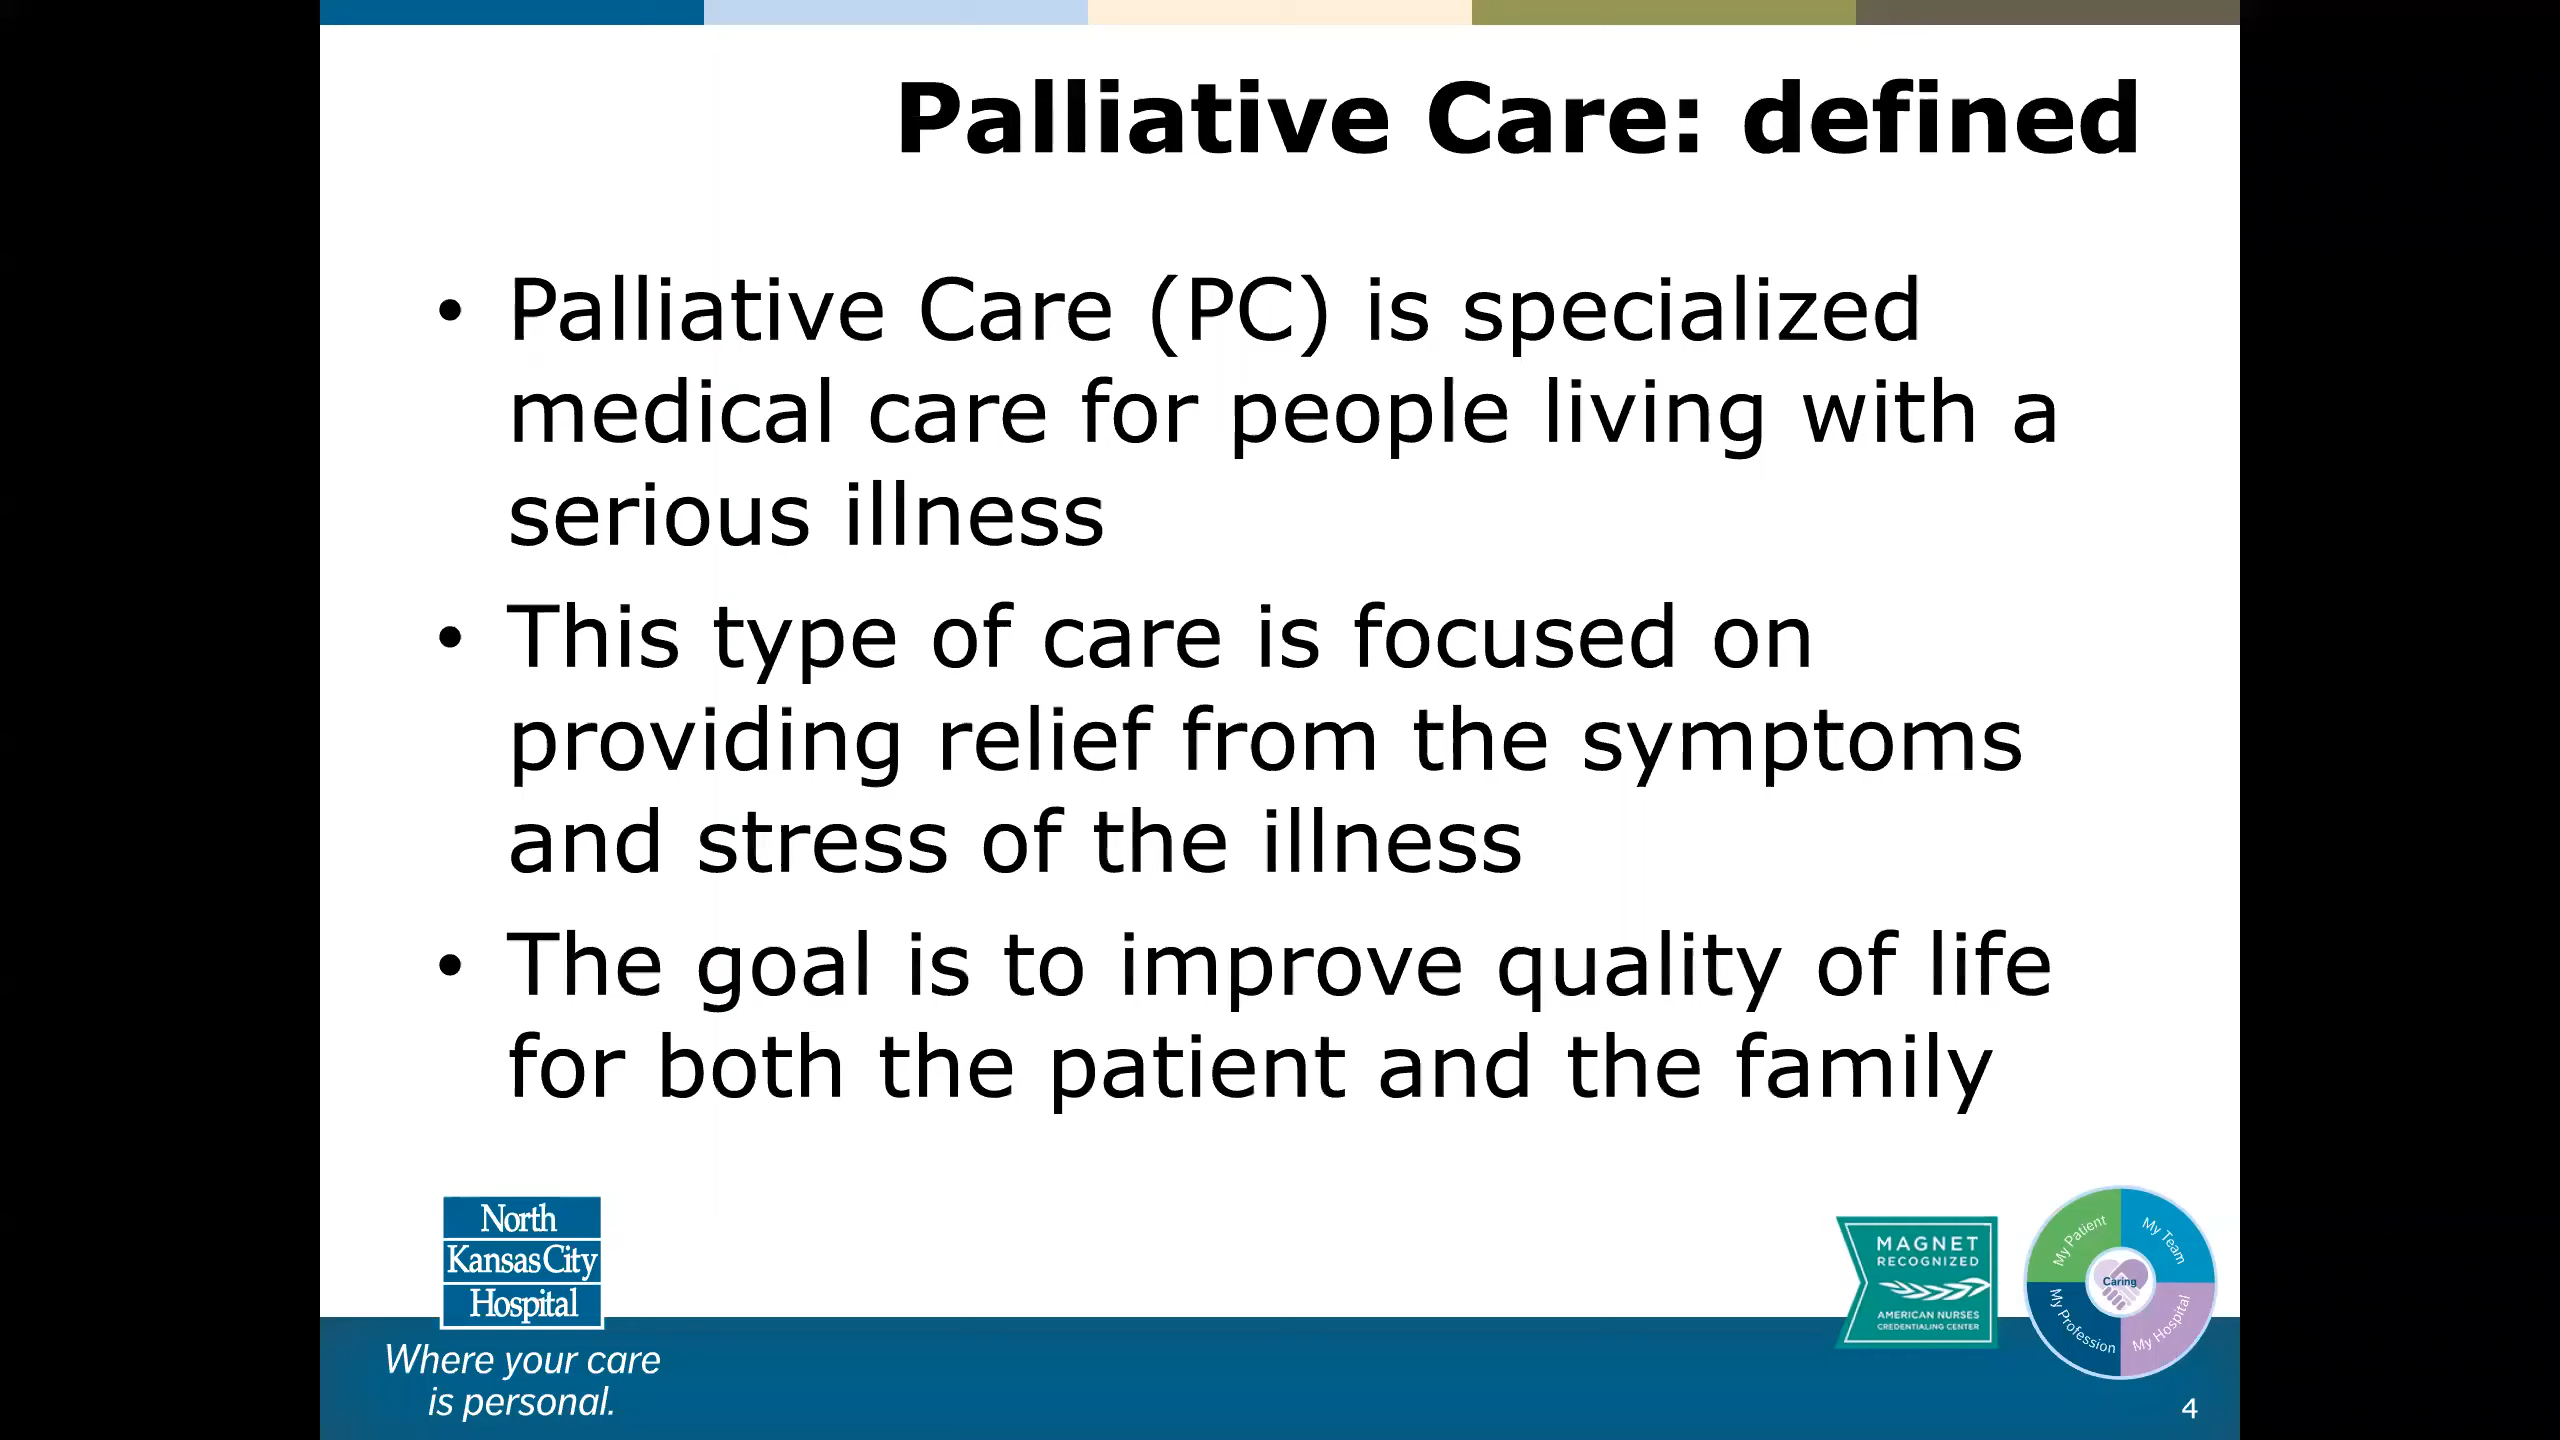 Palliative Care: defined
• Palliative Care (PC) is specialized
medical care for people living with a
serious illness
• This type of care is focused on
providing relief from the symptoms
and stress of the illness
• The goal is to improve quality of life
for both the patient and the family
North
Kansas City
Hospital
Where your care
is personal.
MAGNET
RECOGNIZED
AMERICAN NURSES
CREDENTIALING CENTER
My Patient
My Team
Caring
My Profession
My Hospital
4